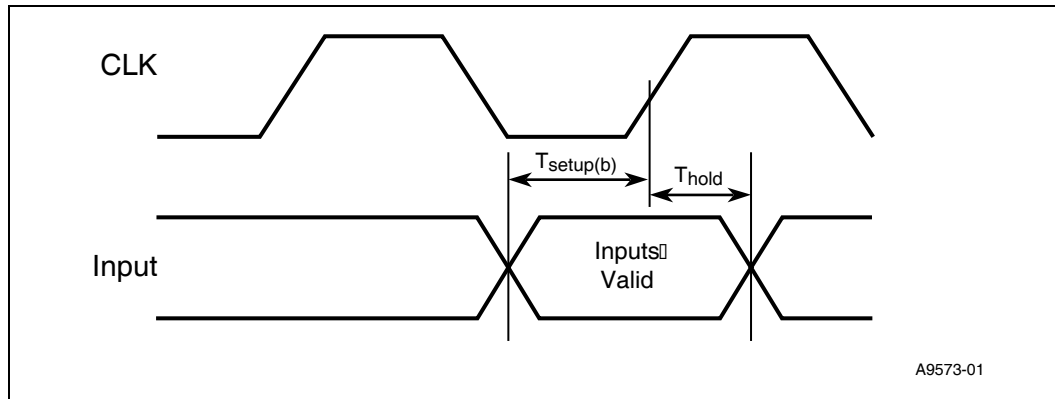 CLK
Tsetup(b)
Thold
Input
Inputs
Valid
A9573-01